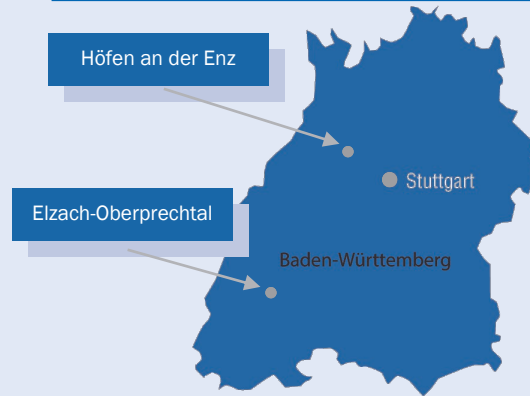 Höfen an der Enz
Stuttgart
Elzach-Oberprechtal
Baden-Württemberg